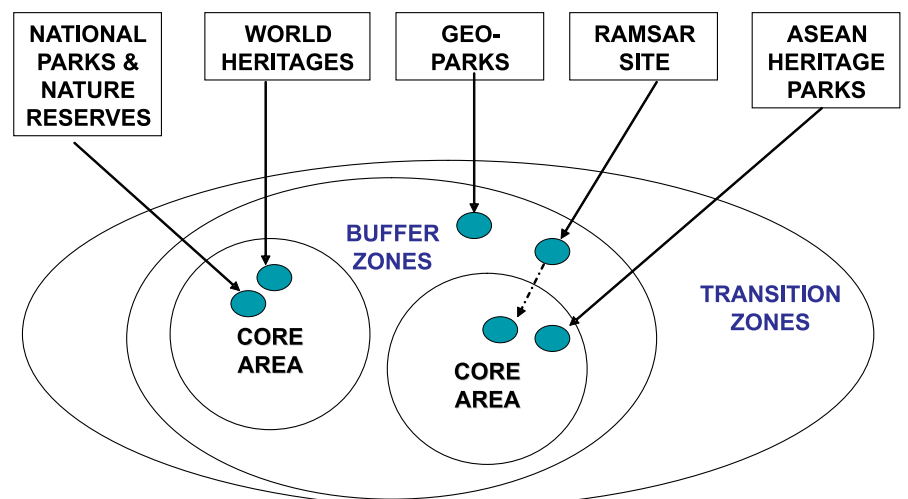 NATIONAL
PARKS &
NATURE
RESERVES
WORLD
HERITAGES
GEO-
PARKS
RAMSAR
SITE
ASEAN
HERITAGE
PARKS
BUFFER
ZONES
TRANSITION
ZONES
CORE
AREA
CORE
AREA